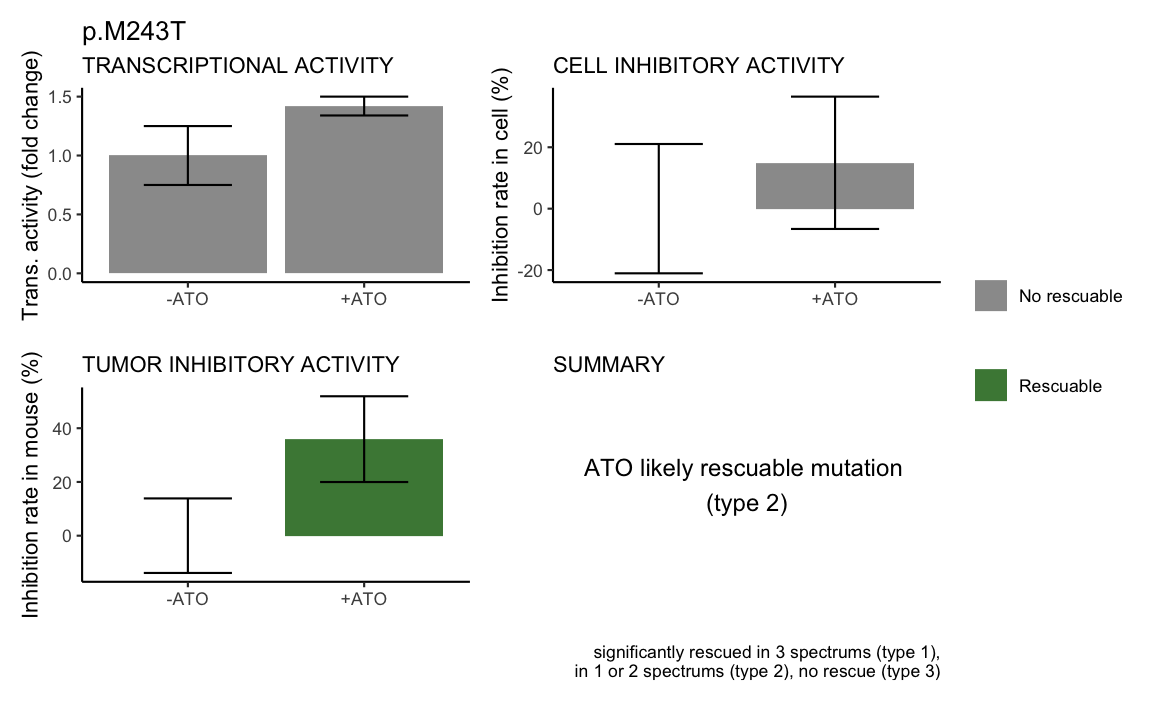 p.M243T
TRANSCRIPTIONAL ACTIVITY
Trans. activity (fold change)
1.5
1.0
0.5
0.0
-ATO
+ATO
CELL INHIBITORY ACTIVITY
Inhibition rate in cell (%)
20
0
-20
-ATO
+ATO
No rescuable
Rescuable
TUMOR INHIBITORY ACTIVITY
Inhibition rate in mouse (%)
40
20
0
-ATO
+ATO
SUMMARY
ATO likely rescuable mutation
(type 2)
significantly rescued in 3 spectrums (type 1),
in 1 or 2 spectrums (type 2), no rescue (type 3)